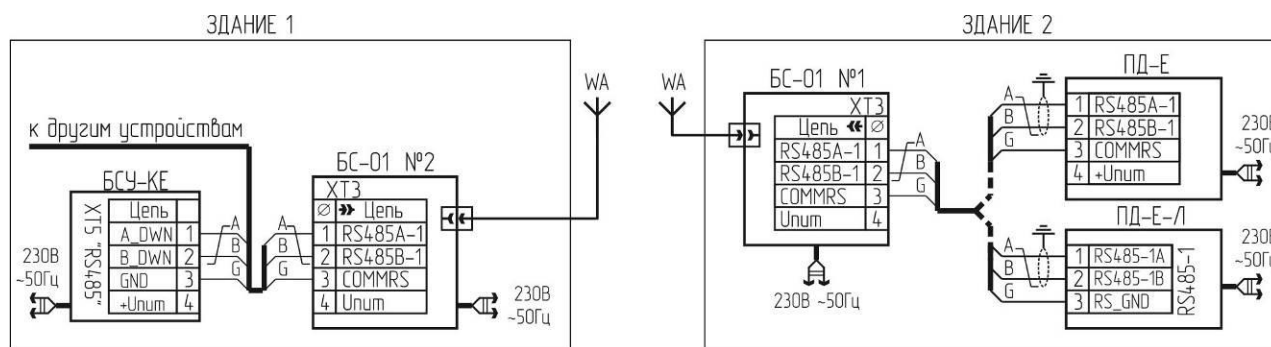 ЗДАНИЕ 1
к другим устройствам
БСУ-КЕ
XT5 "RS485"
Цепь
A_DWN 1
B_DWN 2
GND 3
+Uпит 4
A
B
G
230В
~50Гц
A
B
G
БС-01 №2
XT3
Ø Цепь
1 RS485A-1
2 RS485B-1
3 COMMRS
4 Uпит
230В
~50Гц
WA
ЗДАНИЕ 2
WA
БС-01 №1
XT3
Цепь Ø
RS485A-1 1
RS485B-1 2
COMMRS 3
Uпит 4
A
B
G
230В ~50Гц
ПД-Е
A
B
G
1 RS485A-1
2 RS485B-1
3 COMMRS
4 +Uпит
230В
~50Гц
ПД-Е-Л
A
B
G
1 RS485-1A
2 RS485-1B
3 RS_GND
RS485-1
230В
~50Гц